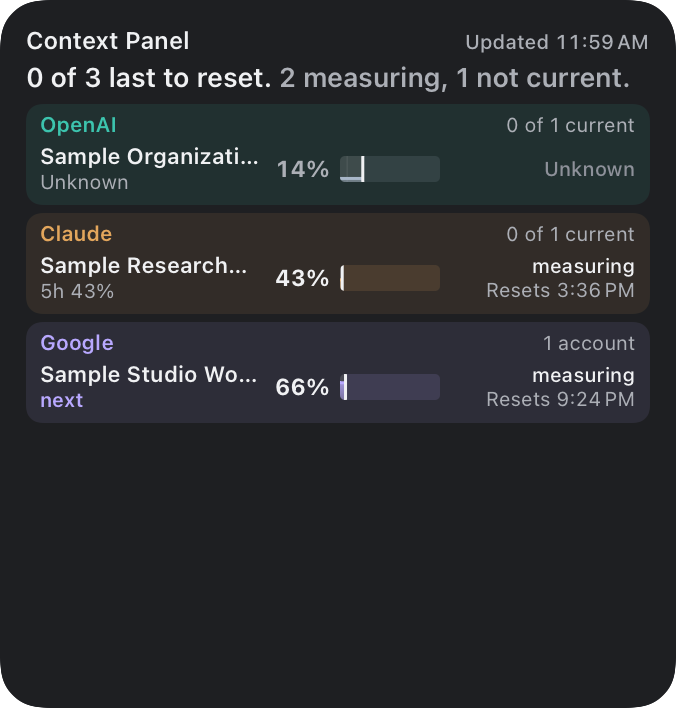 Context Panel
Updated 11:59 AM
0 of 3 last to reset. 2 measuring, 1 not current.
OpenAI
0 of 1 current
Sample Organizati...
14%
Unknown
Unknown
Claude
0 of 1 current
Sample Research...
43%
measuring
5h 43%
Resets 3:36 PM
Google
1 account
Sample Studio Wo...
66%
measuring
next
Resets 9:24 PM